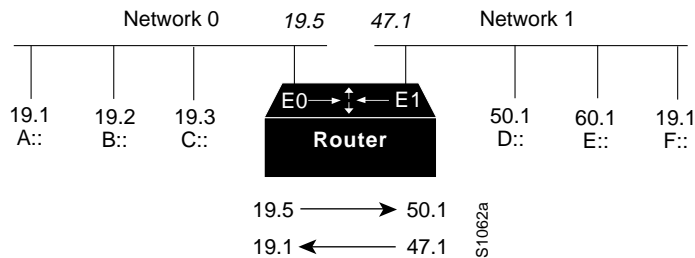 Network 0 19.5 47.1 Network 1
E0 E1
19.1 19.2 19.3 50.1 60.1 19.1
A:: B:: C:: Router D:: E:: F::
19.5 50.1
19.1 47.1
S1062a